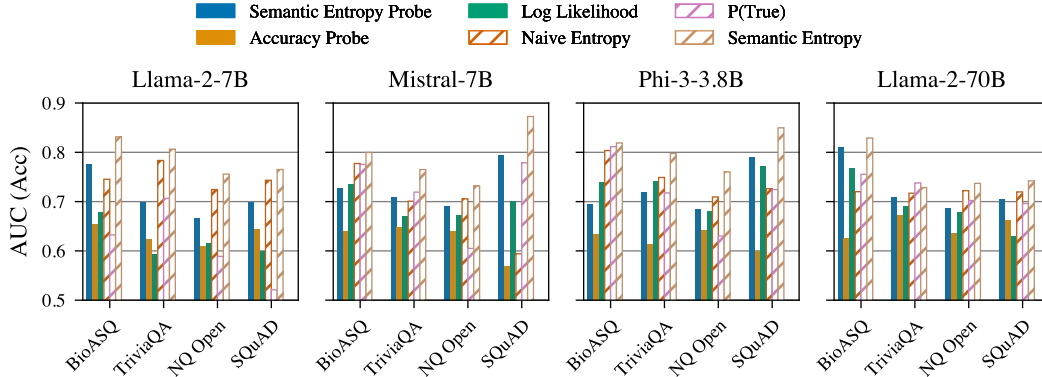 Semantic Entropy Probe Log Likelihood P(True)
Accuracy Probe Naive Entropy Semantic Entropy
Llama-2-7B Mistral-7B Phi-3-3.8B Llama-2-70B
AUC (Acc)
0.9
0.8
0.7
0.6
0.5
BioASQ TriviaQA NQ Open SQuAD BioASQ TriviaQA NQ Open SQuAD BioASQ TriviaQA NQ Open SQuAD BioASQ TriviaQA NQ Open SQuAD